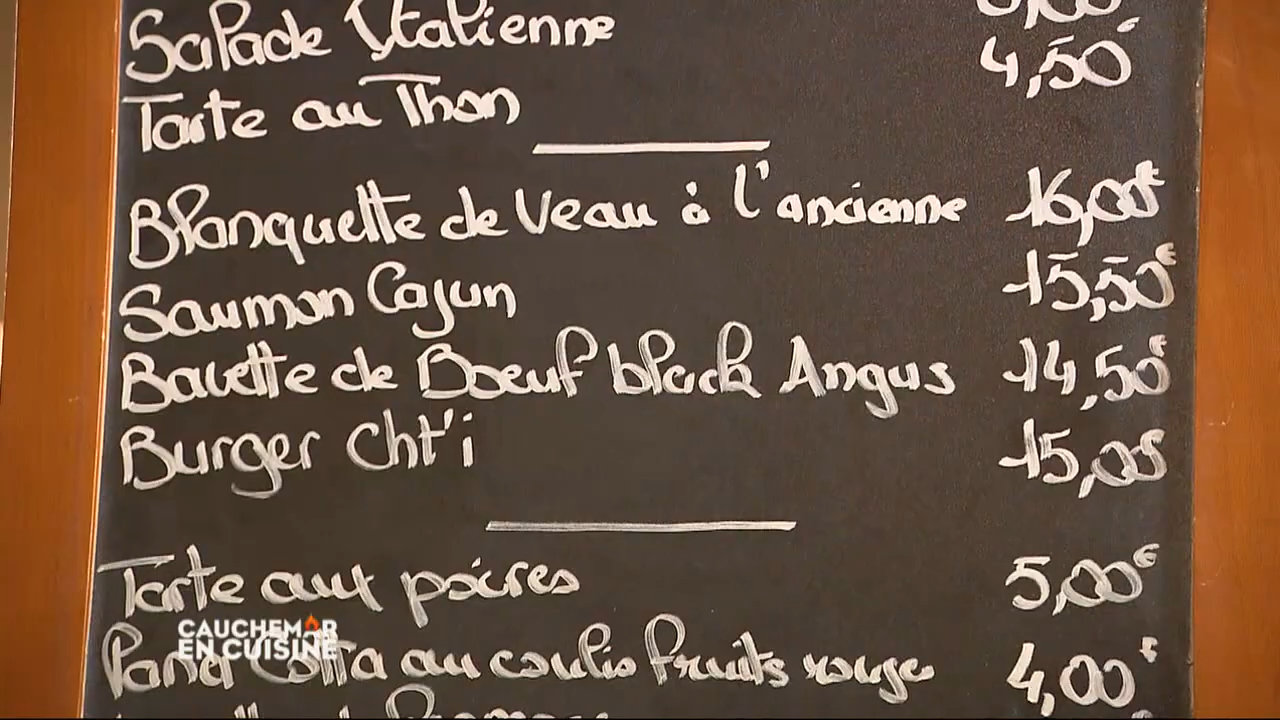 Salade Italienne
4,50€
Tarte au Thon
Blanquette de Veau à l'ancienne 16,00€
Saumon Cajun 15,50€
Bavette de Boeuf black Angus 14,50€
Burger Cht'i 15,00€
Tarte aux poires 5,00€
CAUCHEMAR
EN CUISINE
Pana Cotta au coulis fruits rouge 4,00€